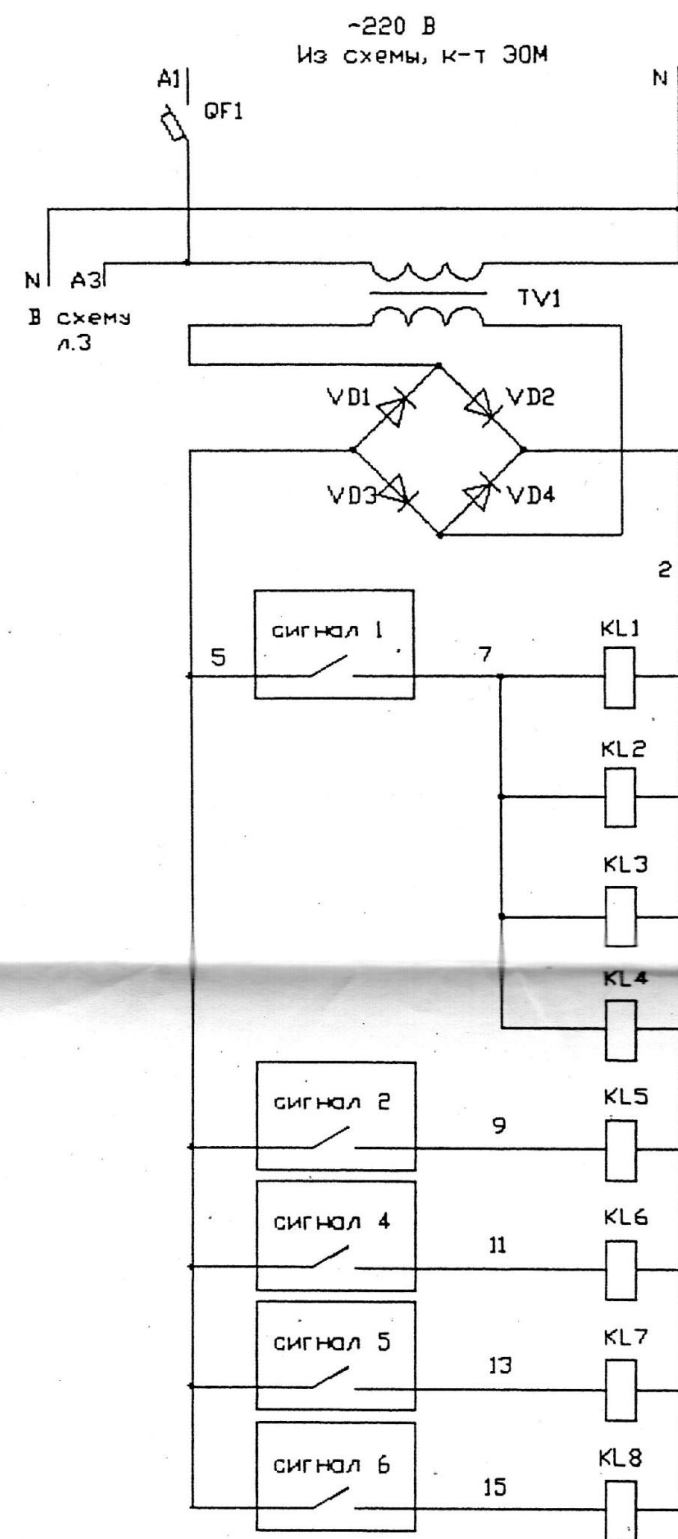 ~220 В
Из схемы, к-т ЭОМ
A1
N
QF1
N
A3
TV1
В схему
л.3
VD1
VD2
VD3
VD4
2
сигнал 1
KL1
5
7
KL2
KL3
KL4
сигнал 2
KL5
9
сигнал 4
KL6
11
сигнал 5
KL7
13
сигнал 6
KL8
15